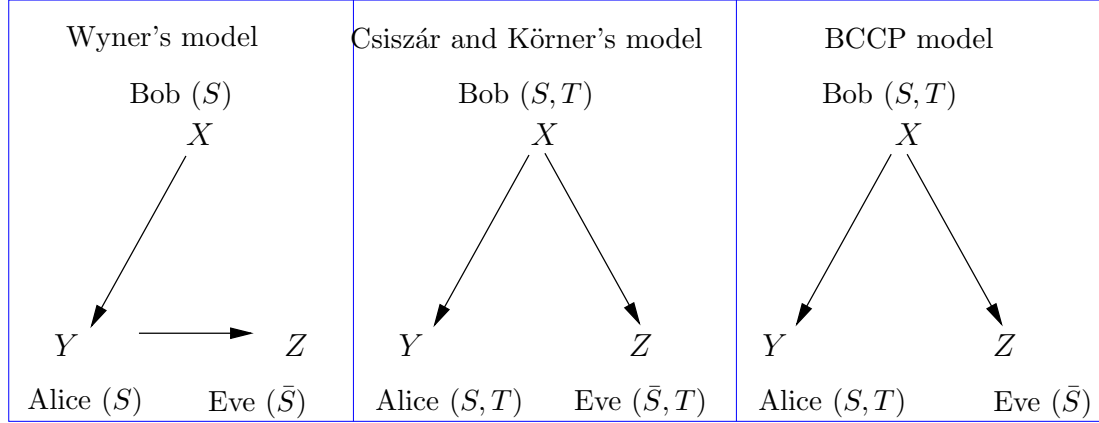 Wyner's model
Bob (S)
X
Y
Z
Alice (S)
Eve (S̄)
Csiszár and Körner's model
Bob (S, T)
X
Y
Z
Alice (S, T)
Eve (S̄, T)
BCCP model
Bob (S, T)
X
Y
Z
Alice (S, T)
Eve (S̄)